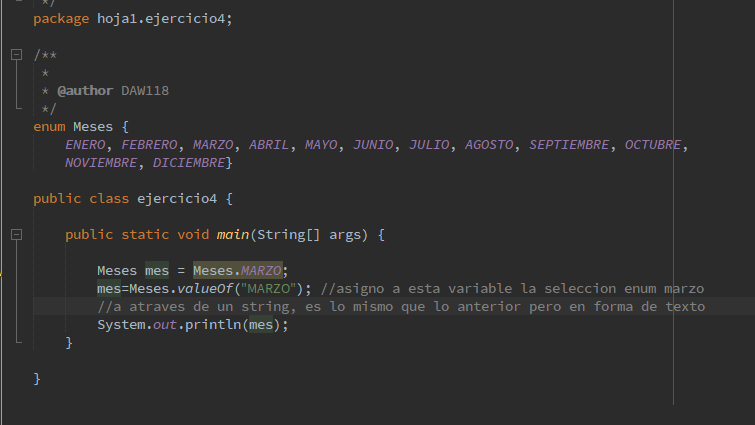 */
package hoja1.ejercicio4;
/**
*
* @author DAW118
*/
enum Meses {
ENERO, FEBRERO, MARZO, ABRIL, MAYO, JUNIO, JULIO, AGOSTO, SEPTIEMBRE, OCTUBRE,
NOVIEMBRE, DICIEMBRE}
public class ejercicio4 {
public static void main(String[] args) {
Meses mes = Meses.MARZO;
mes=Meses.valueOf("MARZO"); //asigno a esta variable la seleccion enum marzo
//a atraves de un string, es lo mismo que lo anterior pero en forma de texto
System.out.println(mes);
}
}